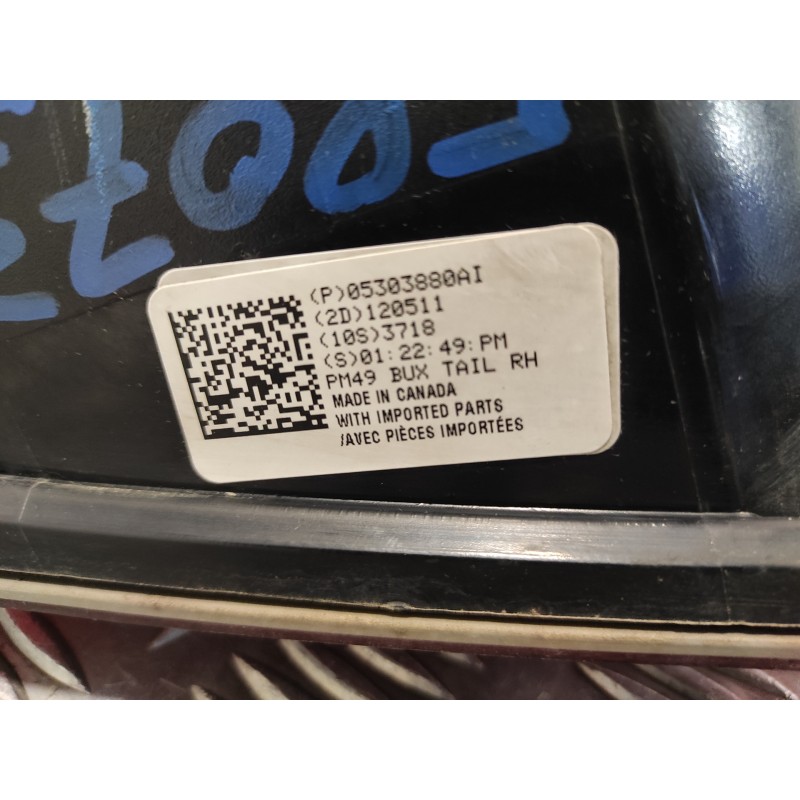 (P)05303880AI
(2D)120511
(10S)3718
(S)01:22:49:PM
PM49 BUX TAIL RH
MADE IN CANADA
WITH IMPORTED PARTS
/AVEC PIÈCES IMPORTÉES